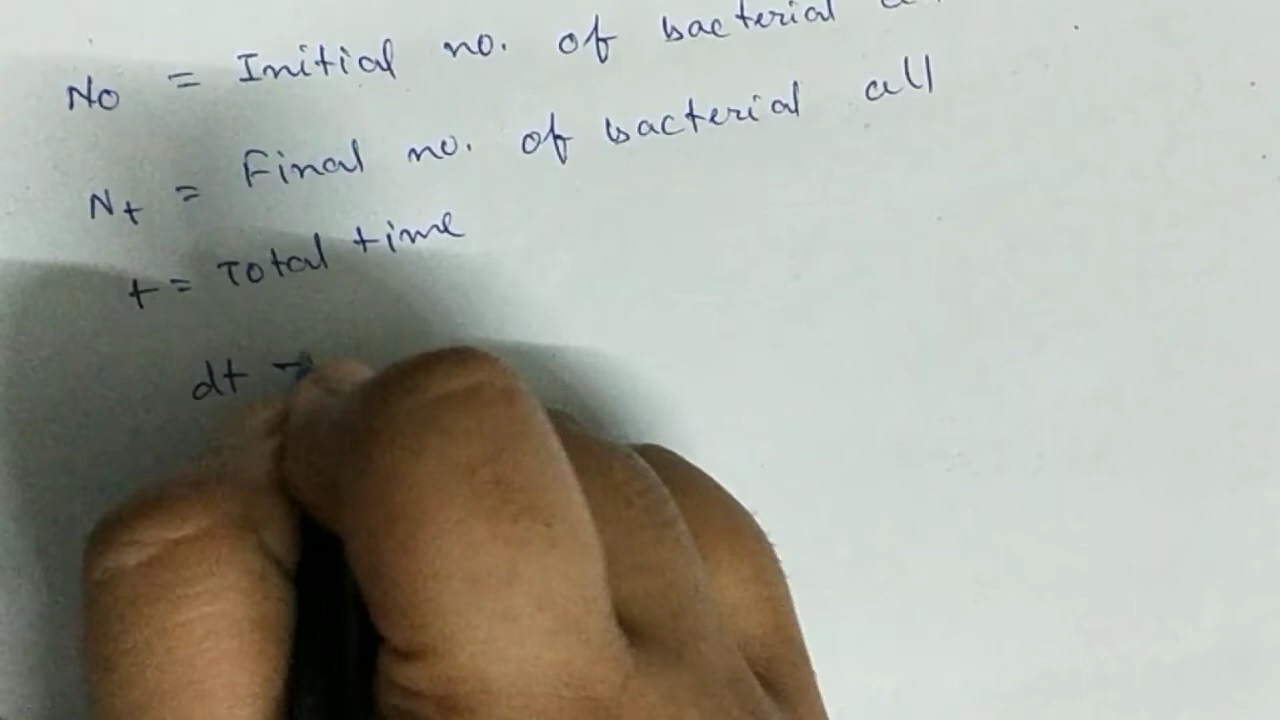 No = Initial no. of bacterial
Nt = Final no. of bacterial cell
t = Total time
dt =